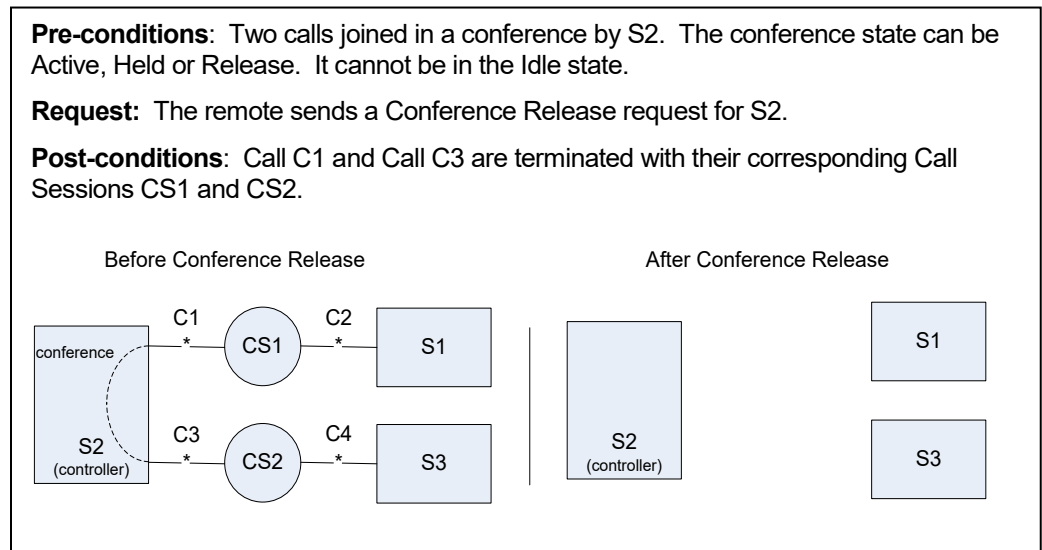 Pre-conditions: Two calls joined in a conference by S2. The conference state can be
Active, Held or Release. It cannot be in the Idle state.
Request: The remote sends a Conference Release request for S2.
Post-conditions: Call C1 and Call C3 are terminated with their corresponding Call
Sessions CS1 and CS2.
Before Conference Release
After Conference Release
C1
C2
*
*
CS1
S1
conference
C3
C4
*
*
CS2
S3
S2
(controller)
S1
S2
(controller)
S3